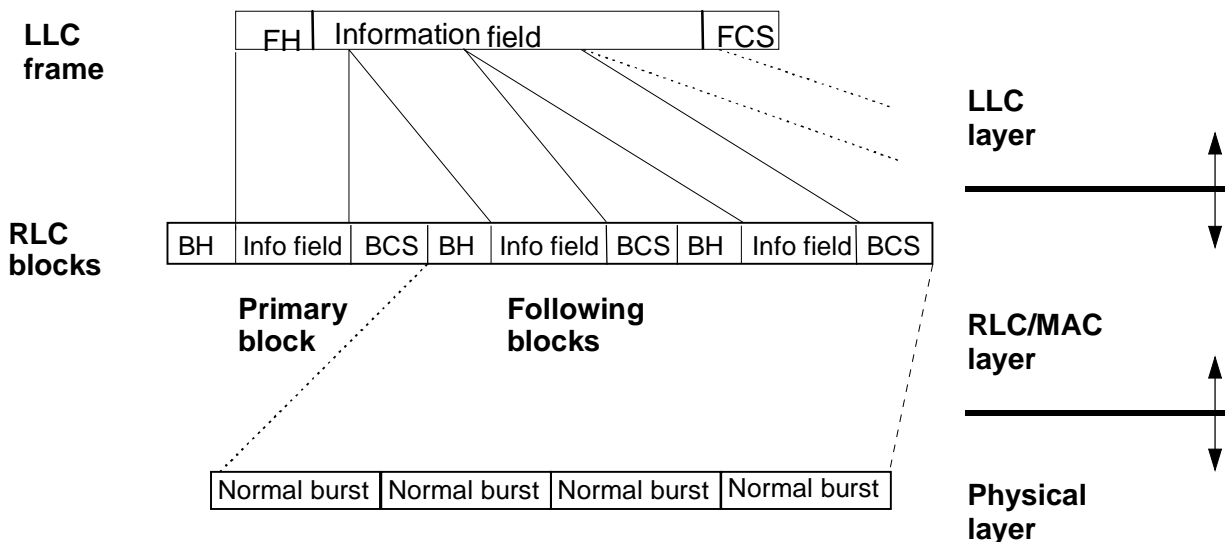 LLC
frame
FH
Information field
FCS
LLC
layer
RLC
blocks
BH
Info field
BCS
BH
Info field
BCS
BH
Info field
BCS
Primary
block
Following
blocks
RLC/MAC
layer
Normal burst
Normal burst
Normal burst
Normal burst
Physical
layer